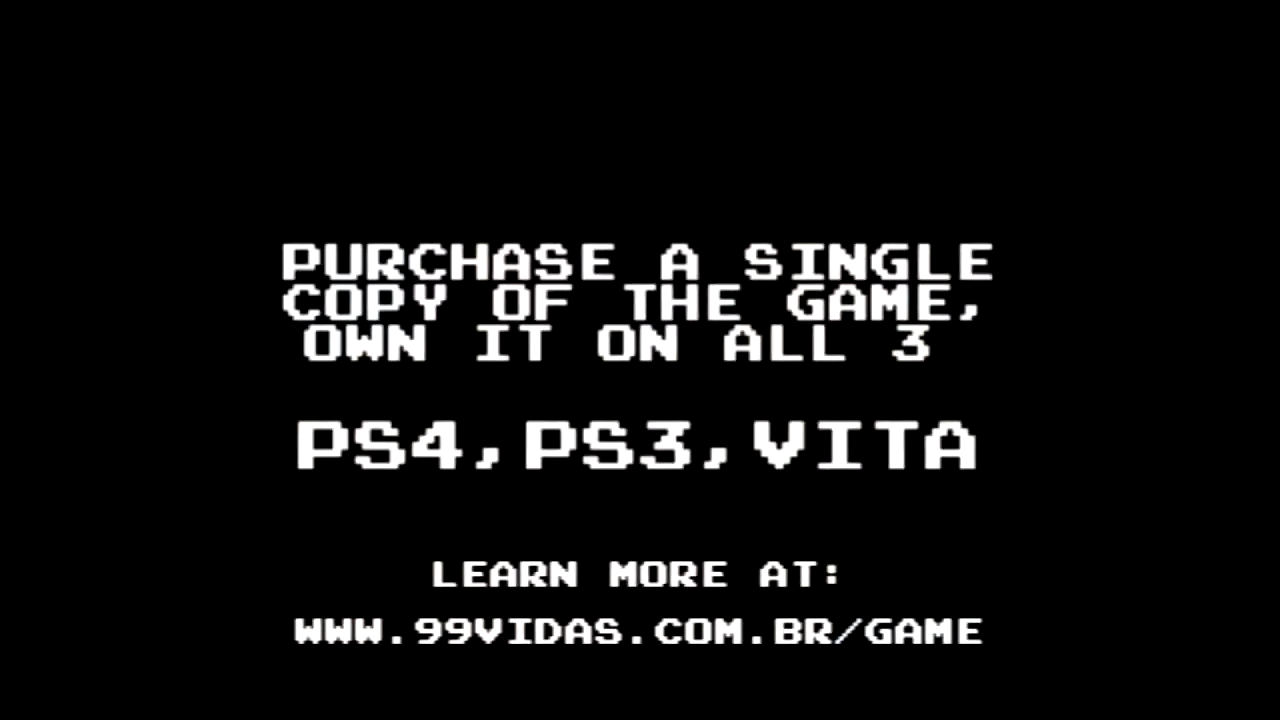 PURCHASE A SINGLE
COPY OF THE GAME,
OWN IT ON ALL 3
PS4,PS3,VITA
LEARN MORE AT:
WWW.99VIDAS.COM.BR/GAME